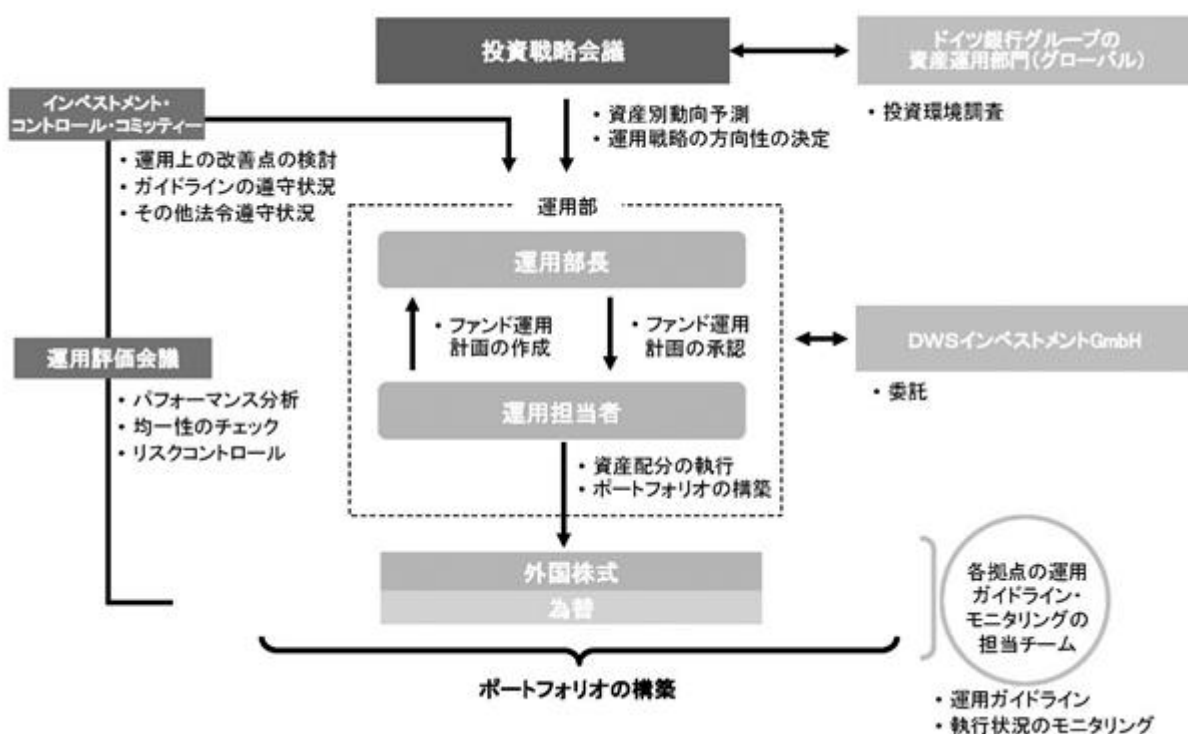 投資戦略会議
ドイツ銀行グループの
資産運用部門(グローバル)
・投資環境調査
・資産別動向予測
・運用戦略の方向性の決定
インベストメント・
コントロール・コミッティー
・運用上の改善点の検討
・ガイドラインの遵守状況
・その他法令遵守状況
運用部
運用部長
・ファンド運用
計画の作成
・ファンド運用
計画の承認
運用担当者
・資産配分の執行
・ポートフォリオの構築
DWSインベストメントGmbH
・委託
運用評価会議
・パフォーマンス分析
・均一性のチェック
・リスクコントロール
外国株式
為替
ポートフォリオの構築
各拠点の運用
ガイドライン・
モニタリングの
担当チーム
・運用ガイドライン
・執行状況のモニタリング